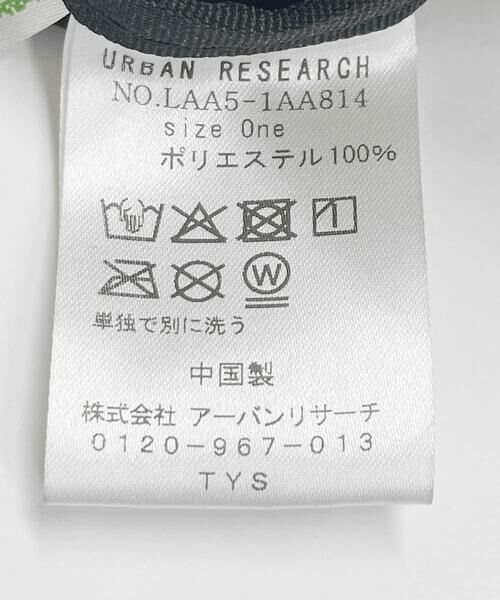 URBAN RESEARCH
NO.LAA5-1AA814
size One
ポリエステル100%
W
単独で別に洗う
中国製
株式会社 アーバンリサーチ
0120-967-013
TYS